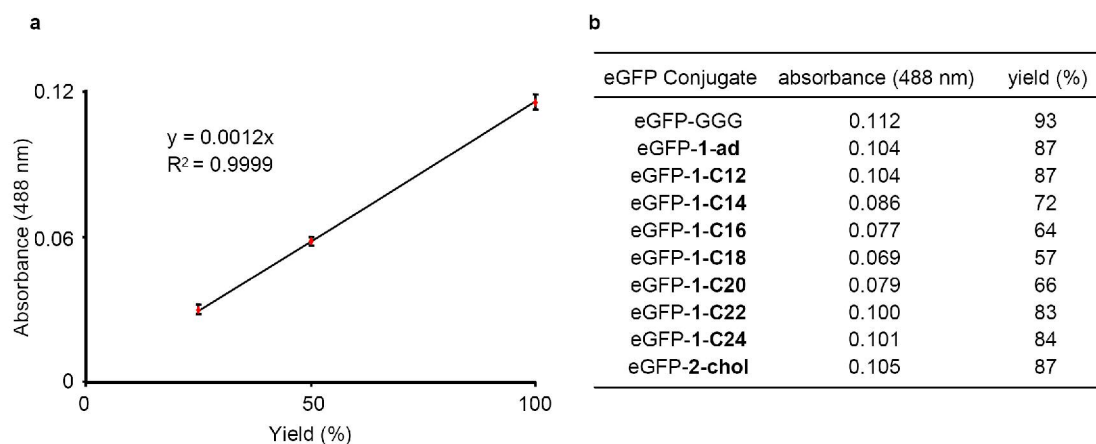 a
0.12
0.06
0
y = 0.0012x
R² = 0.9999
Absorbance (488 nm)
0 50 100
Yield (%)
b
eGFP Conjugate absorbance (488 nm) yield (%)
eGFP-GGG 0.112 93
eGFP-1-ad 0.104 87
eGFP-1-C12 0.104 87
eGFP-1-C14 0.086 72
eGFP-1-C16 0.077 64
eGFP-1-C18 0.069 57
eGFP-1-C20 0.079 66
eGFP-1-C22 0.100 83
eGFP-1-C24 0.101 84
eGFP-2-chol 0.105 87